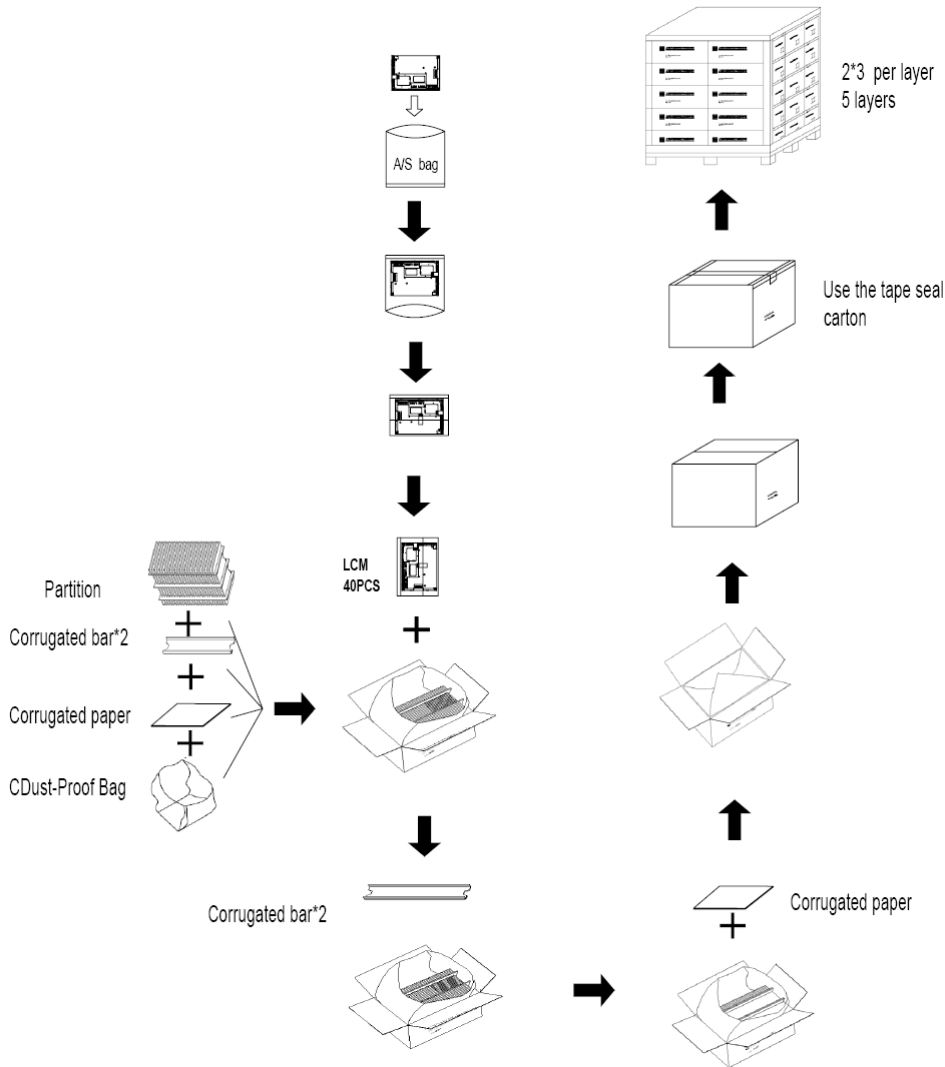 2*3 per layer
5 layers
A/S bag
Use the tape seal
carton
LCM
40PCS
Partition
Corrugated bar*2
Corrugated paper
CDust-Proof Bag
Corrugated bar*2
Corrugated paper